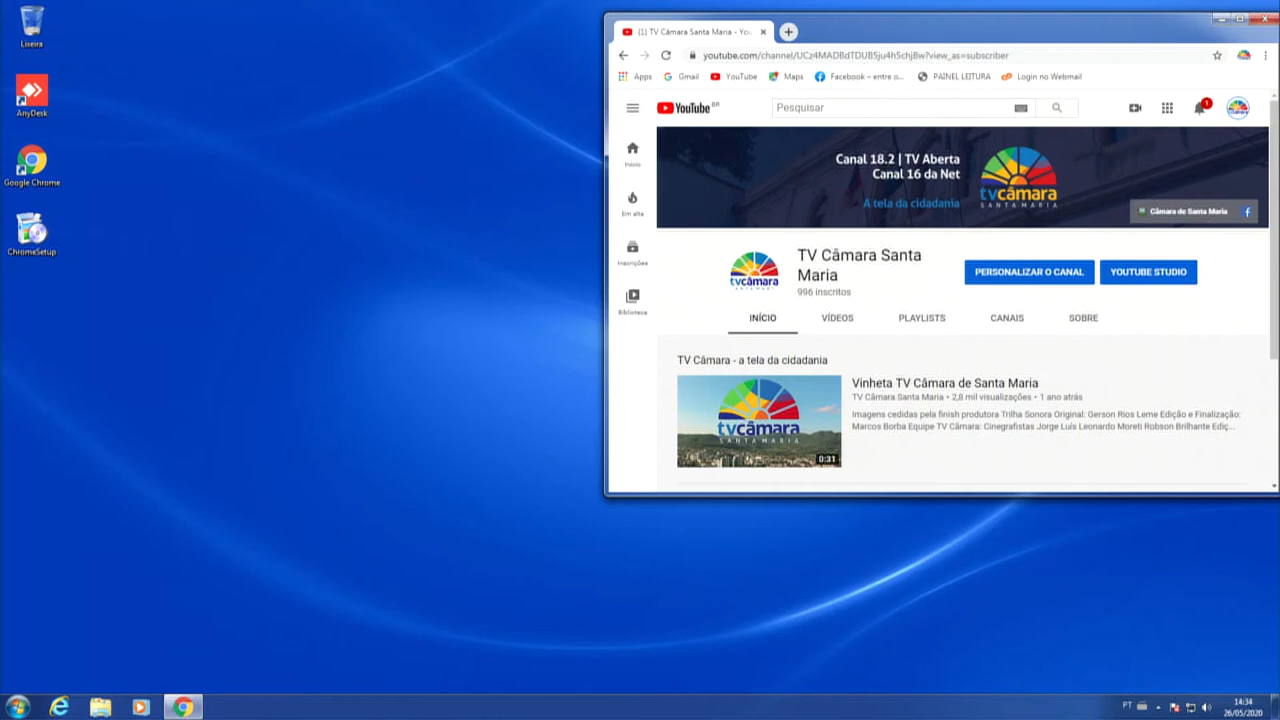 Lixeira
AnyDesk
Google Chrome
ChromeSetup
(1) TV Câmara Santa Maria - You
youtube.com/channel/UCz4MADBdTDUB5ju4h5chjBw?view_as=subscriber
Apps
Gmail
YouTube
Maps
Facebook – entre o...
PAINEL LEITURA
Login no Webmail
YouTube BR
Pesquisar
1
Início
Em alta
Inscrições
Biblioteca
Canal 18.2 | TV Aberta
Canal 16 da Net
A tela da cidadania
tvcâmara
SANTA MARIA
Câmara de Santa Maria
tvcâmara
TV Câmara Santa
Maria
996 inscritos
PERSONALIZAR O CANAL
YOUTUBE STUDIO
INÍCIO
VÍDEOS
PLAYLISTS
CANAIS
SOBRE
TV Câmara - a tela da cidadania
tvcâmara
SANTA MARIA
0:31
Vinheta TV Câmara de Santa Maria
TV Câmara Santa Maria • 2,8 mil visualizações • 1 ano atrás
Imagens cedidas pela finish produtora Trilha Sonora Original: Gerson Rios Leme Edição e Finalização:
Marcos Borba Equipe TV Câmara: Cinegrafistas Jorge Luís Leonardo Moreti Robson Brilhante Ediç...
PT
14:34
26/05/2020